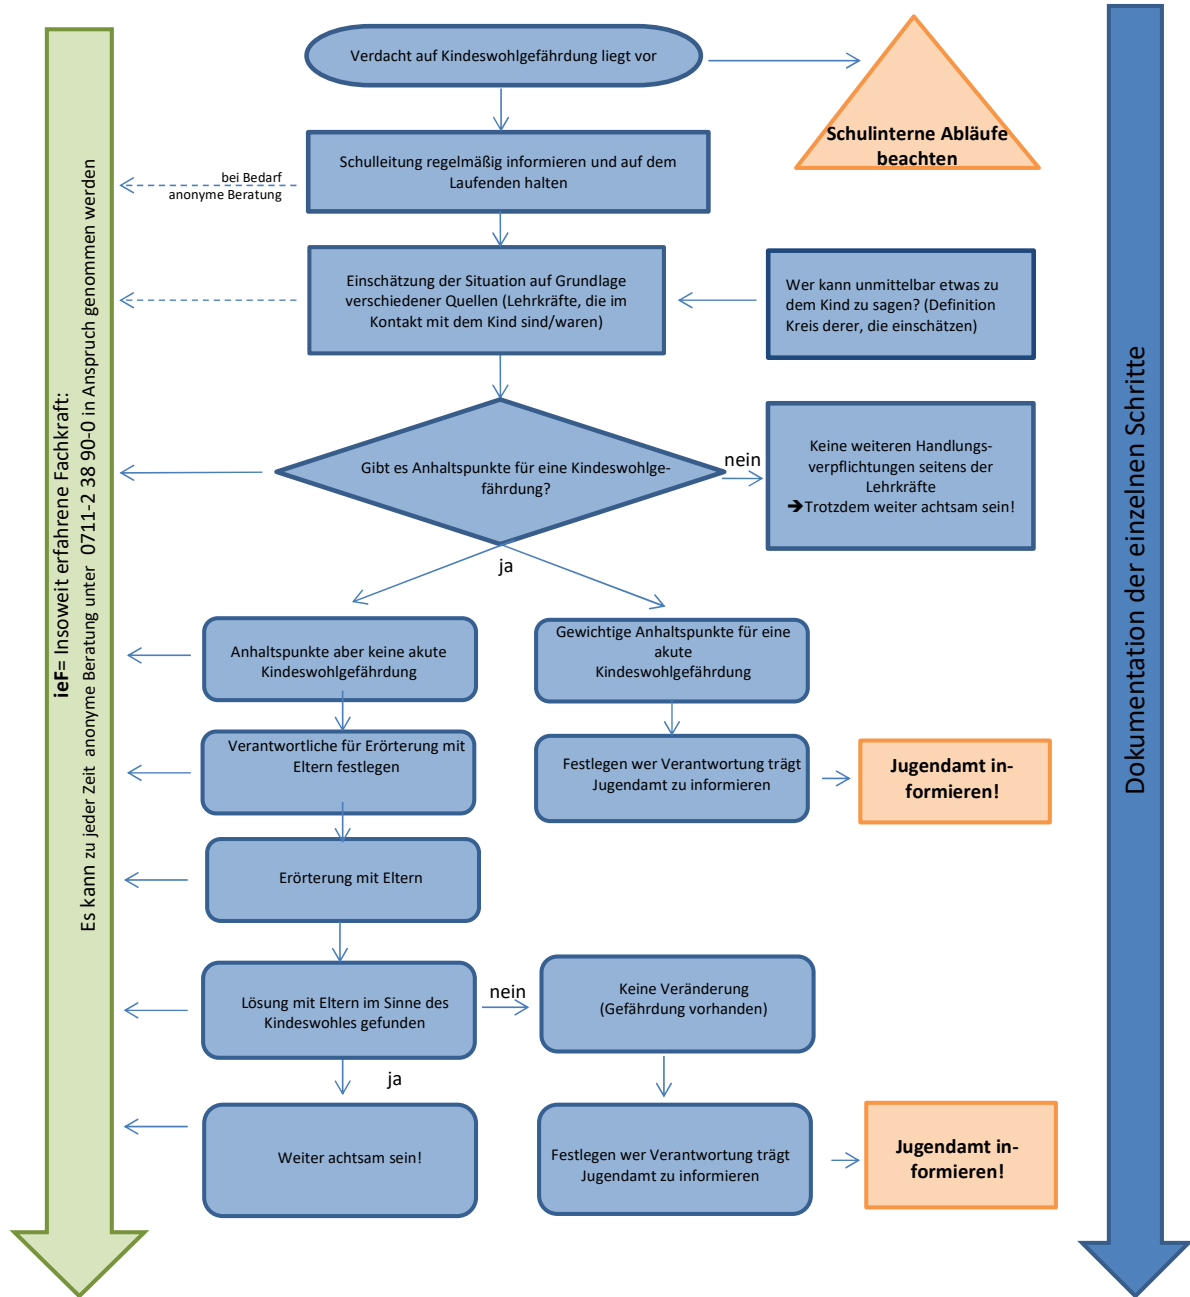 Verdacht auf Kindeswohlgefährdung liegt vor
Schulinterne Abläufe
beachten
Schulleitung regelmäßig informieren und auf dem
Laufenden halten
bei Bedarf
anonyme Beratung
Einschätzung der Situation auf Grundlage
verschiedener Quellen (Lehrkräfte, die im
Kontakt mit dem Kind sind/waren)
Wer kann unmittelbar etwas zu
dem Kind zu sagen? (Definition
Kreis derer, die einschätzen)
Gibt es Anhaltspunkte für eine Kindeswohlge-
fährdung?
nein
Keine weiteren Handlungs-
verpflichtungen seitens der
Lehrkräfte
➔Trotzdem weiter achtsam sein!
ja
Anhaltspunkte aber keine akute
Kindeswohlgefährdung
Gewichtige Anhaltspunkte für eine
akute
Kindeswohlgefährdung
Verantwortliche für Erörterung mit
Eltern festlegen
Festlegen wer Verantwortung trägt
Jugendamt zu informieren
Jugendamt in-
formieren!
Erörterung mit Eltern
Lösung mit Eltern im Sinne des
Kindeswohles gefunden
nein
Keine Veränderung
(Gefährdung vorhanden)
ja
Weiter achtsam sein!
Festlegen wer Verantwortung trägt
Jugendamt zu informieren
Jugendamt in-
formieren!
ieF= Insoweit erfahrene Fachkraft:
Es kann zu jeder Zeit anonyme Beratung unter 0711-2 38 90-0 in Anspruch genommen werden
Dokumentation der einzelnen Schritte